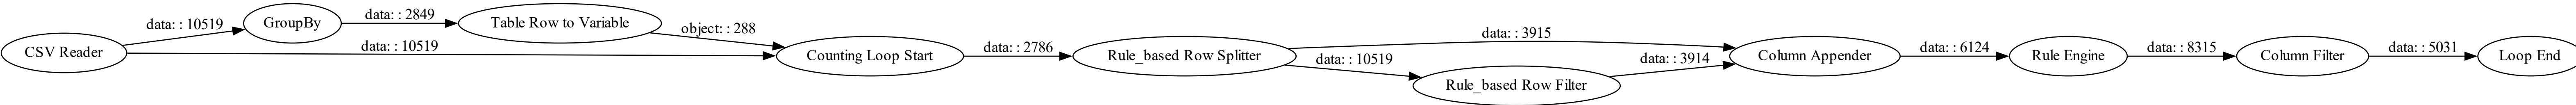 CSV Reader
data: : 10519
GroupBy
data: : 2849
Table Row to Variable
object: : 288
data: : 10519
Counting Loop Start
data: : 2786
Rule_based Row Splitter
data: : 3915
data: : 10519
Rule_based Row Filter
data: : 3914
Column Appender
data: : 6124
Rule Engine
data: : 8315
Column Filter
data: : 5031
Loop End